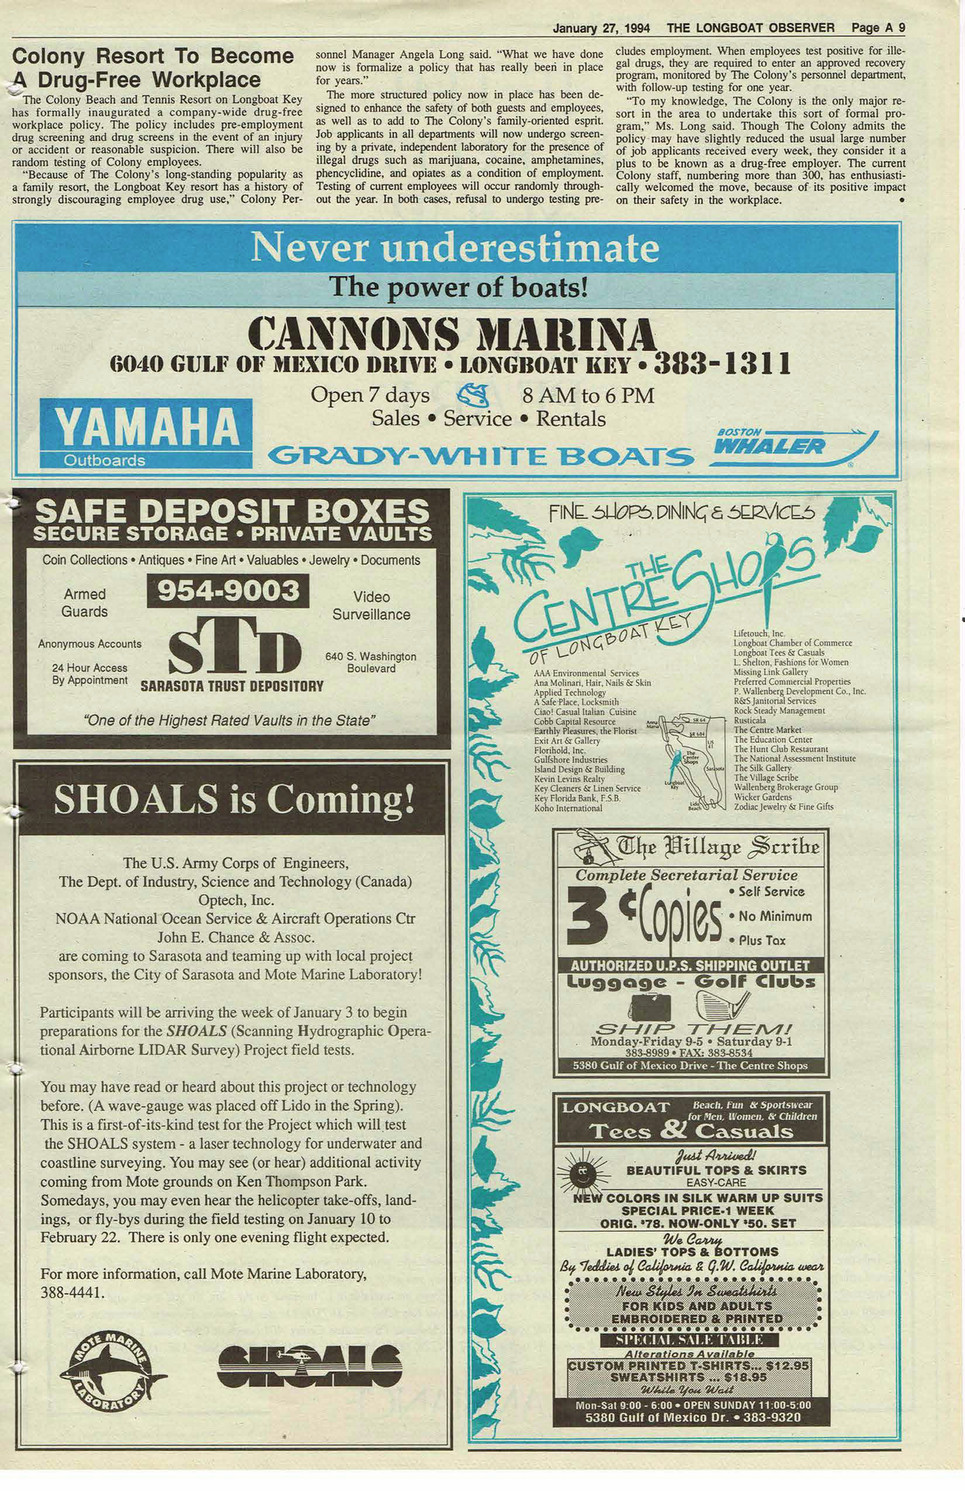 January 27, 1994 THE LONGBOAT OBSERVER Page A 9
Colony Resort To Become
A Drug-Free Workplace
The Colony Beach and Tennis Resort on Longboat Key
has formally inaugurated a company-wide drug-free
workplace policy. The policy includes pre-employment
drug screening and drug screens in the event of an injury
or accident or reasonable suspicion. There will also be
random testing of Colony employees.
"Because of The Colony's long-standing popularity as
a family resort, the Longboat Key resort has a history of
strongly discouraging employee drug use," Colony Per-
sonnel Manager Angela Long said. "What we have done
now is formalize a policy that has really been in place
for years."
The more structured policy now in place has been de-
signed to enhance the safety of both guests and employees,
as well as to add to The Colony's family-oriented esprit.
Job applicants in all departments will now undergo screen-
ing by a private, independent laboratory for the presence of
illegal drugs such as marijuana, cocaine, amphetamines,
phencyclidine, and opiates as a condition of employment.
Testing of current employees will occur randomly through-
out the year. In both cases, refusal to undergo testing pre-
cludes employment. When employees test positive for ille-
gal drugs, they are required to enter an approved recovery
program, monitored by The Colony's personnel department,
with follow-up testing for one year.
"To my knowledge, The Colony is the only major re-
sort in the area to undertake this sort of formal pro-
gram," Ms. Long said. Though The Colony admits the
policy may have slightly reduced the usual large number
of job applicants received every week, they consider it a
plus to be known as a drug-free employer. The current
Colony staff, numbering more than 300, has enthusiasti-
cally welcomed the move, because of its positive impact
on their safety in the workplace. •
Never underestimate
The power of boats!
CANNONS MARINA
6040 GULF OF MEXICO DRIVE • LONGBOAT KEY • 383-1311
Open 7 days 8 AM to 6 PM
Sales • Service • Rentals
YAMAHA
Outboards
GRADY-WHITE BOATS
BOSTON
WHALER
SAFE DEPOSIT BOXES
SECURE STORAGE • PRIVATE VAULTS
Coin Collections • Antiques • Fine Art • Valuables • Jewelry • Documents
Armed
Guards
954-9003
Video
Surveillance
Anonymous Accounts
24 Hour Access
By Appointment
STD
SARASOTA TRUST DEPOSITORY
640 S. Washington
Boulevard
"One of the Highest Rated Vaults in the State"
SHOALS is Coming!
The U.S. Army Corps of Engineers,
The Dept. of Industry, Science and Technology (Canada)
Optech, Inc.
NOAA National Ocean Service & Aircraft Operations Ctr
John E. Chance & Assoc.
are coming to Sarasota and teaming up with local project
sponsors, the City of Sarasota and Mote Marine Laboratory!
Participants will be arriving the week of January 3 to begin
preparations for the SHOALS (Scanning Hydrographic Opera-
tional Airborne LIDAR Survey) Project field tests.
You may have read or heard about this project or technology
before. (A wave-gauge was placed off Lido in the Spring).
This is a first-of-its-kind test for the Project which will test
the SHOALS system - a laser technology for underwater and
coastline surveying. You may see (or hear) additional activity
coming from Mote grounds on Ken Thompson Park.
Somedays, you may even hear the helicopter take-offs, land-
ings, or fly-bys during the field testing on January 10 to
February 22. There is only one evening flight expected.
For more information, call Mote Marine Laboratory,
388-4441.
MOTE MARINE
LABORATORY
SHOALS
FINE SHOPS, DINING & SERVICES
THE
CENTRE SHOPS
OF LONGBOAT KEY
AAA Environmental Services
Ana Molinari, Hair, Nails & Skin
Applied Technology
A Safe Place, Locksmith
Ciao! Casual Italian Cuisine
Cobb Capital Resource
Earthly Pleasures, the Florist
Exit Art & Gallery
Florihold, Inc.
Gulfshore Industries
Island Design & Building
Kevin Levins Realty
Key Cleaners & Linen Service
Key Florida Bank, F.S.B.
Koho International
Anna
Maria
SR 64
SR 684
The
Center
Shops
Sarasota
Longboat
Key
Lido
Beach
Lifetouch, Inc.
Longboat Chamber of Commerce
Longboat Tees & Casuals
L. Shelton, Fashions for Women
Missing Link Gallery
Preferred Commercial Properties
P. Wallenberg Development Co., Inc.
R&S Janitorial Services
Rock Steady Management
Rusticala
The Centre Market
The Education Center
The Hunt Club Restaurant
The National Assessment Institute
The Silk Gallery
The Village Scribe
Wallenberg Brokerage Group
Wicker Gardens
Zodiac Jewelry & Fine Gifts
The Village Scribe
Complete Secretarial Service
3¢ Copies
• Self Service
• No Minimum
• Plus Tax
AUTHORIZED U.P.S. SHIPPING OUTLET
Luggage - Golf Clubs
SHIP THEM!
Monday-Friday 9-5 • Saturday 9-1
383-8989 • FAX: 383-8534
5380 Gulf of Mexico Drive - The Centre Shops
LONGBOAT Beach, Fun & Sportswear
for Men, Women, & Children
Tees & Casuals
Just Arrived!
BEAUTIFUL TOPS & SKIRTS
EASY-CARE
NEW COLORS IN SILK WARM UP SUITS
SPECIAL PRICE-1 WEEK
ORIG. $78. NOW-ONLY $50. SET
We Carry
LADIES' TOPS & BOTTOMS
By Teddies of California & G.W. California wear
New Styles In Sweatshirts
FOR KIDS AND ADULTS
EMBROIDERED & PRINTED
SPECIAL SALE TABLE
Alterations Available
CUSTOM PRINTED T-SHIRTS... $12.95
SWEATSHIRTS ... $18.95
While You Wait
Mon-Sat 9:00 - 6:00 • OPEN SUNDAY 11:00-5:00
5380 Gulf of Mexico Dr. • 383-9320